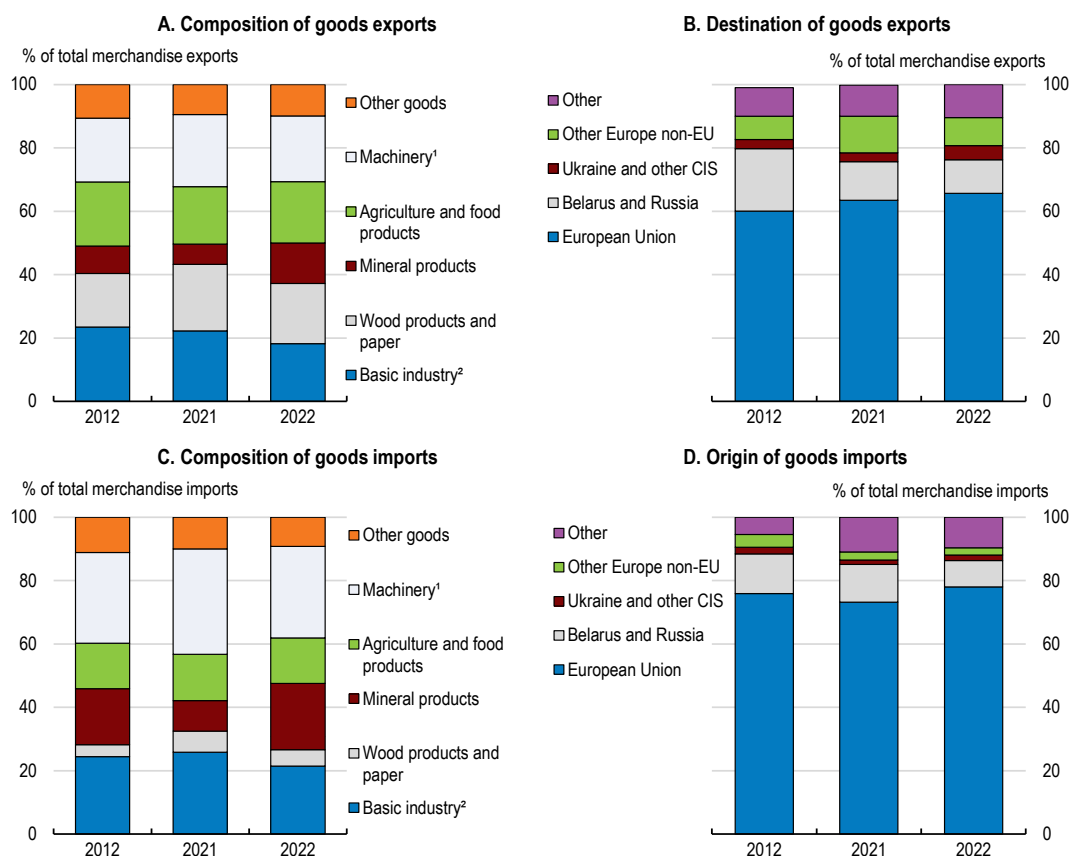 A. Composition of goods exports
% of total merchandise exports
100
80
60
40
20
0
2012
2021
2022
Other goods
Machinery¹
Agriculture and food
products
Mineral products
Wood products and
paper
Basic industry²
B. Destination of goods exports
% of total merchandise exports
Other
Other Europe non-EU
Ukraine and other CIS
Belarus and Russia
European Union
100
80
60
40
20
0
2012
2021
2022
C. Composition of goods imports
% of total merchandise imports
100
80
60
40
20
0
2012
2021
2022
Other goods
Machinery¹
Agriculture and food
products
Mineral products
Wood products and
paper
Basic industry²
D. Origin of goods imports
% of total merchandise imports
Other
Other Europe non-EU
Ukraine and other CIS
Belarus and Russia
European Union
100
80
60
40
20
0
2012
2021
2022